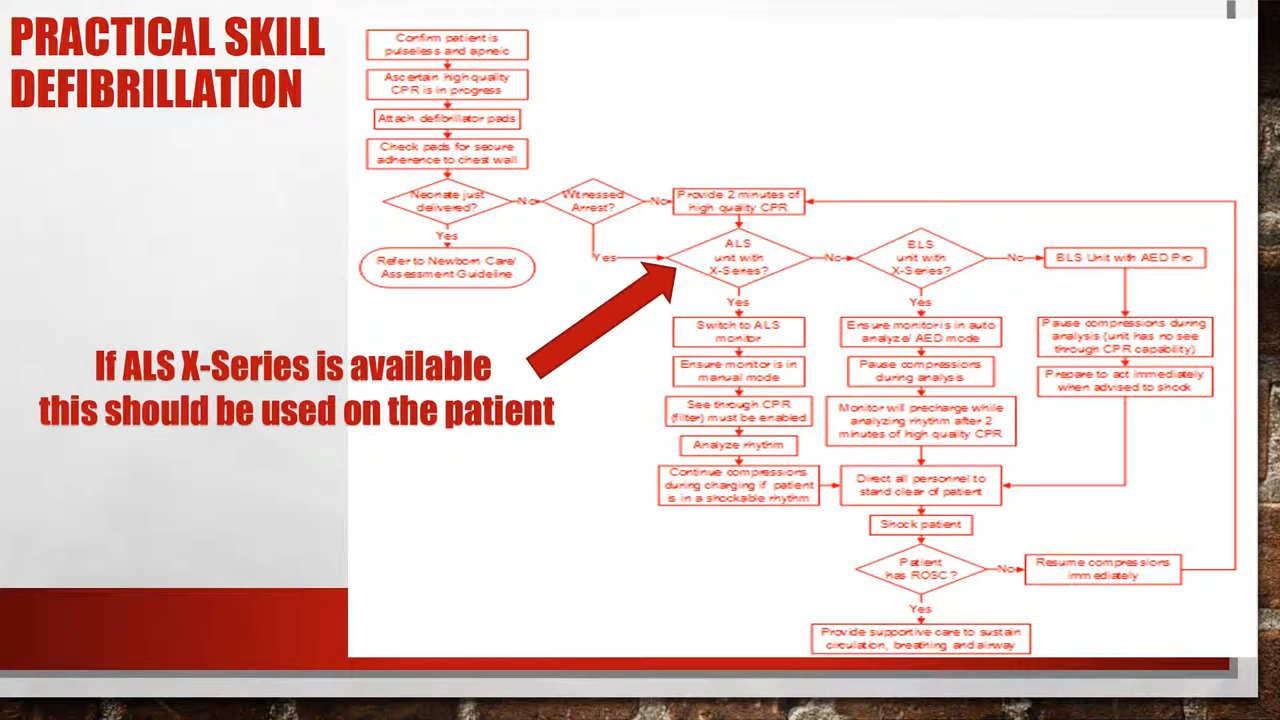 PRACTICAL SKILL
DEFIBRILLATION
Confirm patient is
pulseless and apneic
Ascertain high quality
CPR is in progress
Attach defibrillator pads
Check pads for secure
adherence to chest wall
Neonate just
delivered?
No
Witnessed
Arrest?
No
Provide 2 minutes of
high quality CPR
Yes
Refer to Newborn Care/
Assessment Guideline
Yes
ALS
unit with
X-Series?
No
BLS
unit with
X-Series?
No
BLS Unit with AED Pro
Yes
Switch to ALS
monitor
Ensure monitor is in
manual mode
See through CPR
(filter) must be enabled
Analyze rhythm
Continue compressions
during charging if patient
is in a shockable rhythm
Yes
Ensure monitor is in auto
analyze/ AED mode
Pause compressions
during analysis
Monitor will precharge while
analyzing rhythm after 2
minutes of high quality CPR
Direct all personnel to
stand clear of patient
Pause compressions during
analysis (unit has no see
through CPR capability)
Prepare to act immediately
when advised to shock
Shock patient
Patient
has ROSC?
No
Resume compressions
immediately
Yes
Provide supportive care to sustain
circulation, breathing and airway
If ALS X-Series is available
this should be used on the patient